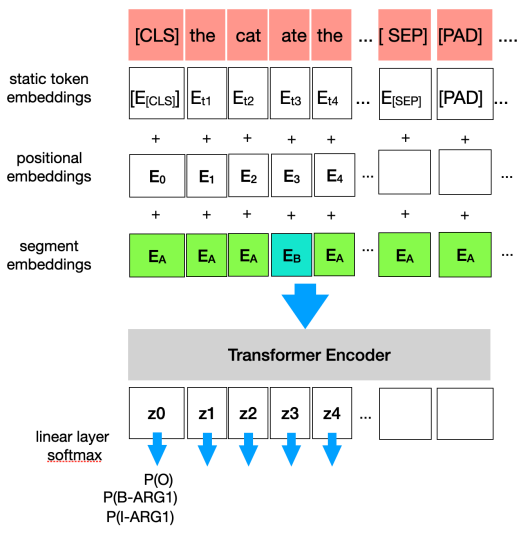 [CLS] the cat ate the ... [ SEP] [PAD] ....
static token
embeddings
[E[CLS]] Et1 Et2 Et3 Et4 ... E[SEP] [PAD] ...
+ + + + + + +
positional
embeddings
E0 E1 E2 E3 E4 ... ...
+ + + + + + +
segment
embeddings
EA EA EA EB EA ... EA EA ...
Transformer Encoder
z0 z1 z2 z3 z4 ...
linear layer
softmax
P(O)
P(B-ARG1)
P(I-ARG1)